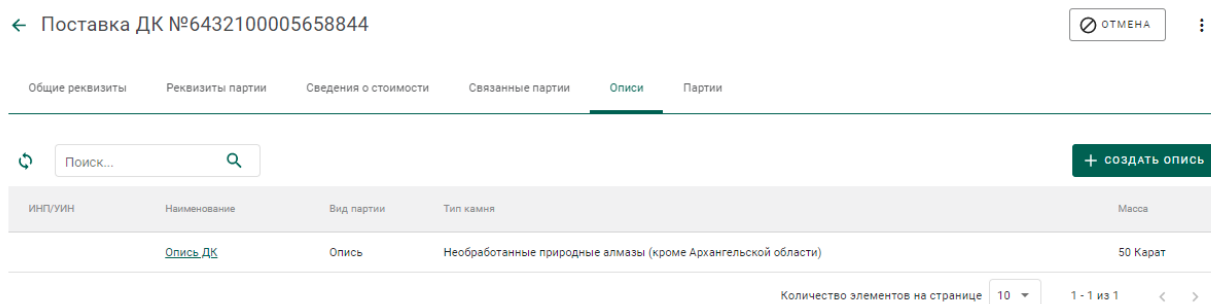 Поставка ДК №6432100005658844
ОТМЕНА
Общие реквизиты Реквизиты партии Сведения о стоимости Связанные партии Описи Партии
Поиск...
+ СОЗДАТЬ ОПИСЬ
ИНП/УИН Наименование Вид партии Тип камня Масса
Опись ДК Опись Необработанные природные алмазы (кроме Архангельской области) 50 Карат
Количество элементов на странице 10 1 - 1 из 1